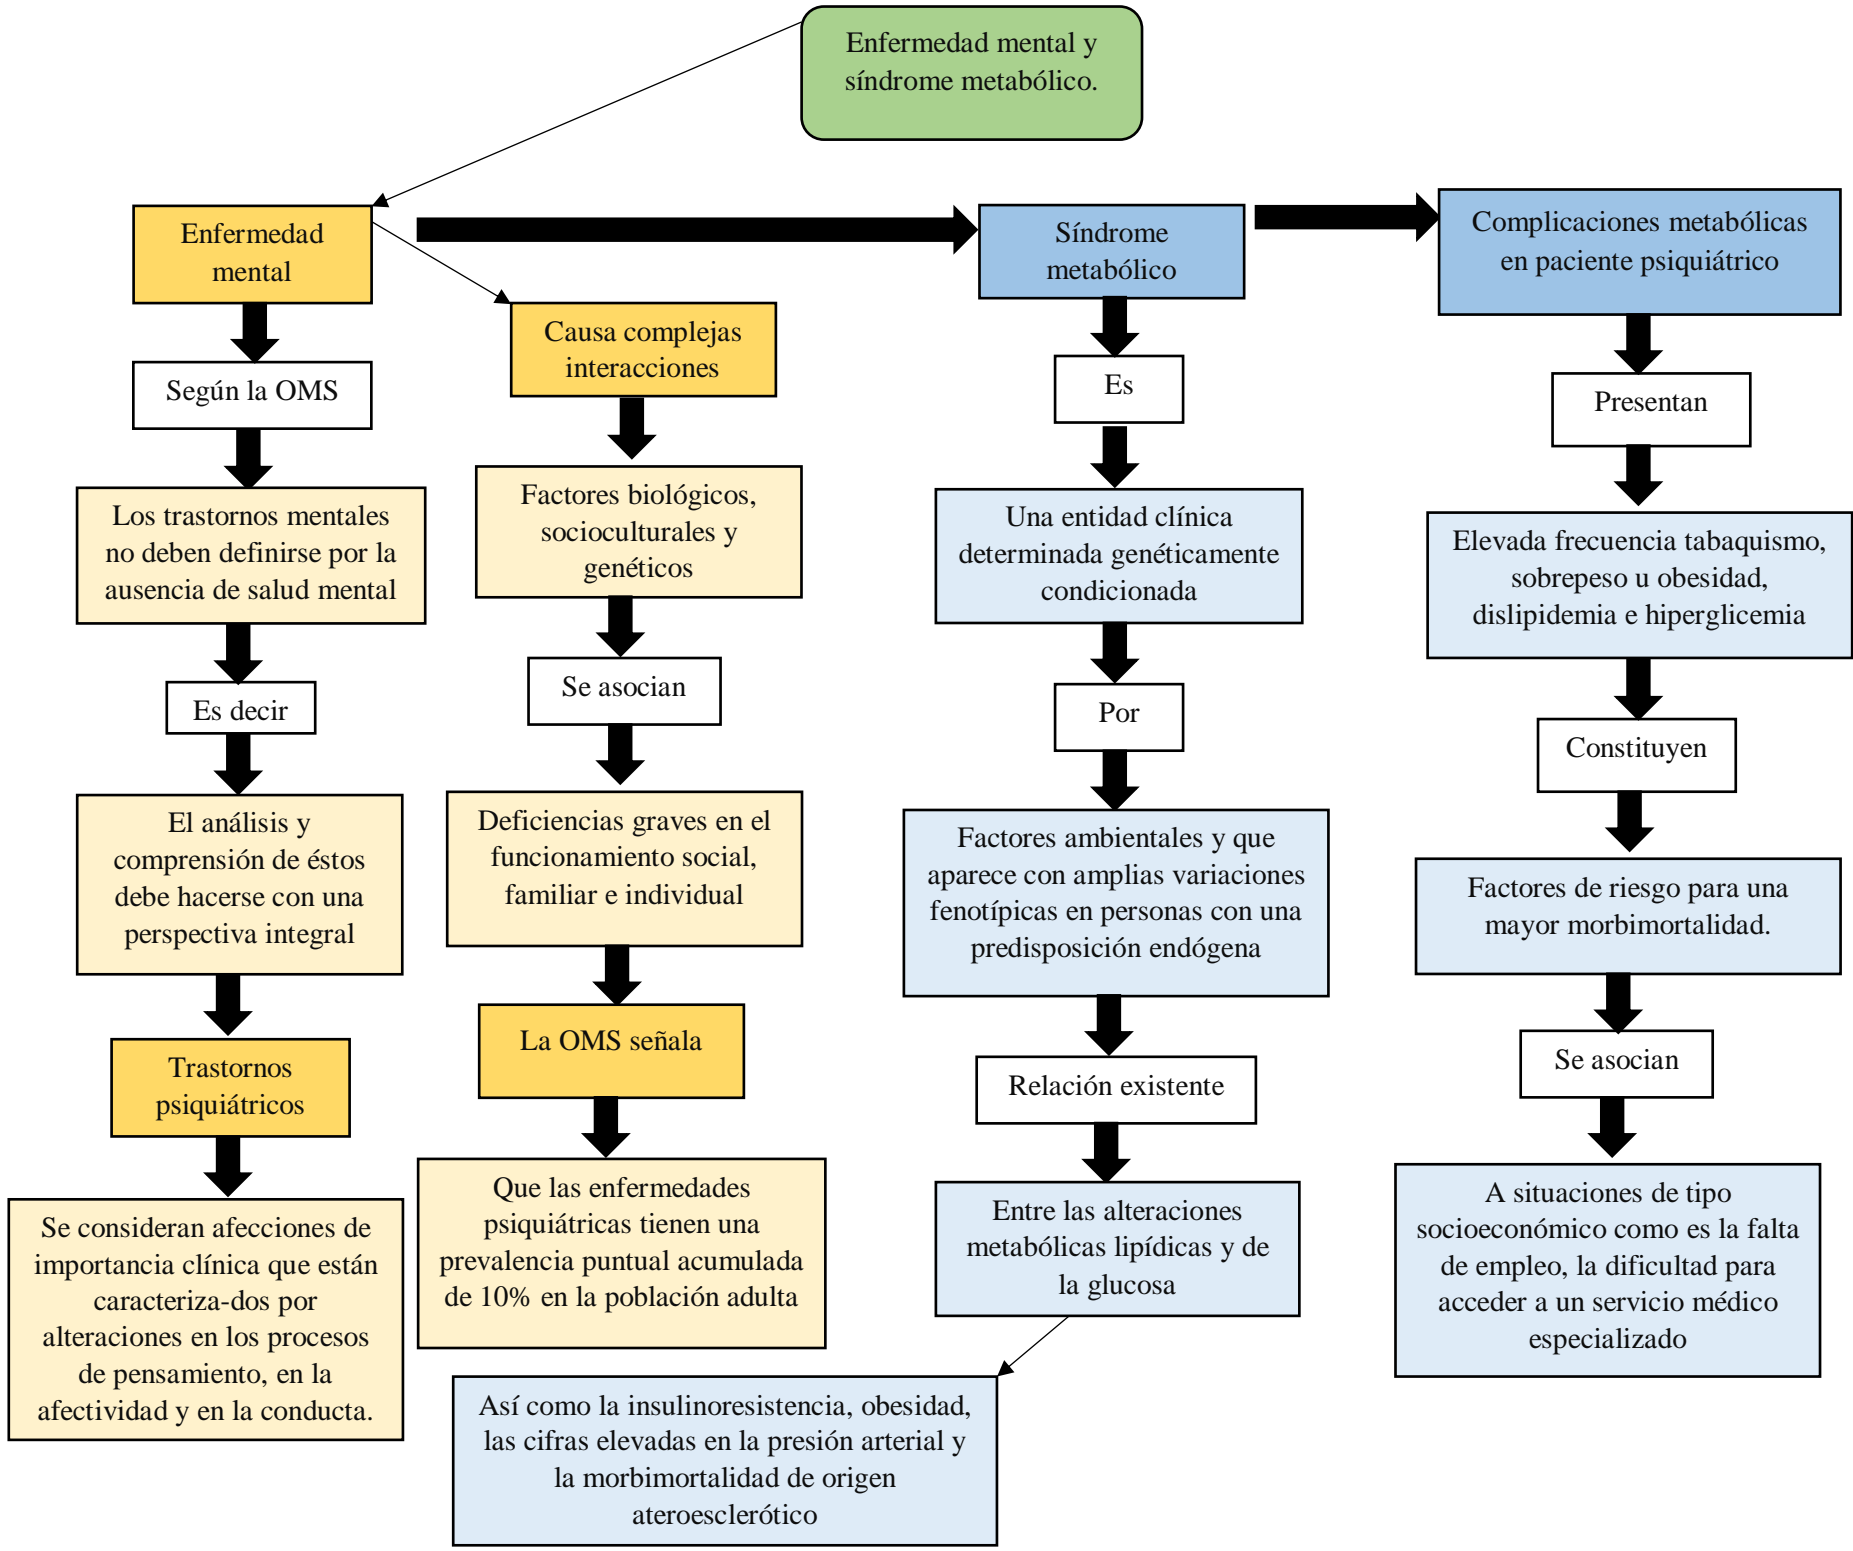 Enfermedad mental y
síndrome metabólico.
Enfermedad
mental
Según la OMS
Los trastornos mentales
no deben definirse por la
ausencia de salud mental
Es decir
El análisis y
comprensión de éstos
debe hacerse con una
perspectiva integral
Trastornos
psiquiátricos
Se consideran afecciones de
importancia clínica que están
caracteriza-dos por
alteraciones en los procesos
de pensamiento, en la
afectividad y en la conducta.
Causa complejas
interacciones
Factores biológicos,
socioculturales y
genéticos
Se asocian
Deficiencias graves en el
funcionamiento social,
familiar e individual
La OMS señala
Que las enfermedades
psiquiátricas tienen una
prevalencia puntual acumulada
de 10% en la población adulta
Síndrome
metabólico
Es
Una entidad clínica
determinada genéticamente
condicionada
Por
Factores ambientales y que
aparece con amplias variaciones
fenotípicas en personas con una
predisposición endógena
Relación existente
Entre las alteraciones
metabólicas lipídicas y de
la glucosa
Así como la insulinoresistencia, obesidad,
las cifras elevadas en la presión arterial y
la morbimortalidad de origen
ateroesclerótico
Complicaciones metabólicas
en paciente psiquiátrico
Presentan
Elevada frecuencia tabaquismo,
sobrepeso u obesidad,
dislipidemia e hiperglicemia
Constituyen
Factores de riesgo para una
mayor morbimortalidad.
Se asocian
A situaciones de tipo
socioeconómico como es la falta
de empleo, la dificultad para
acceder a un servicio médico
especializado